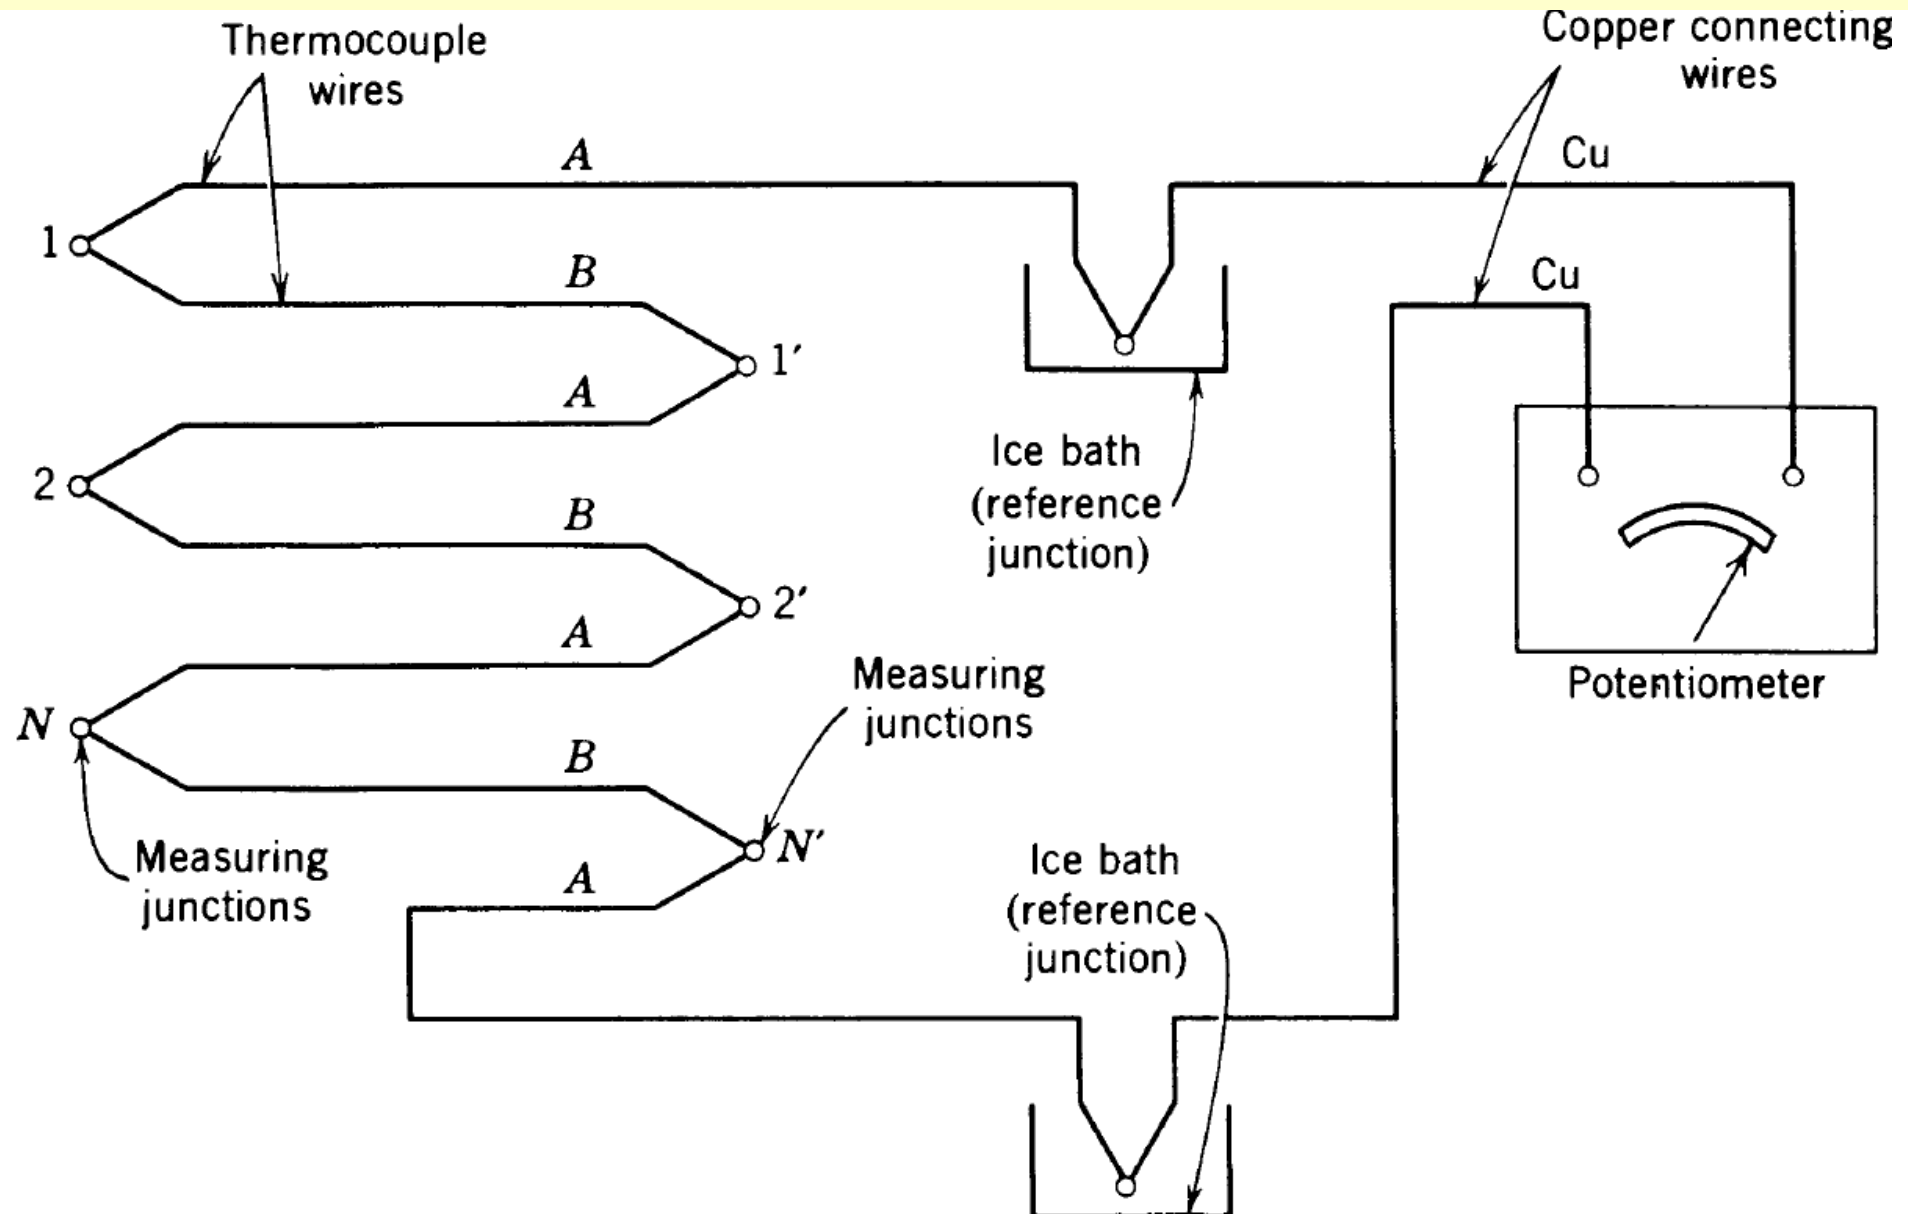 Thermocouple
wires
Copper connecting
wires
A
Cu
1
B
Cu
1′
A
Ice bath
(reference
junction)
2
B
2′
A
Measuring
junctions
Potentiometer
N
B
N′
Measuring
junctions
A
Ice bath
(reference
junction)